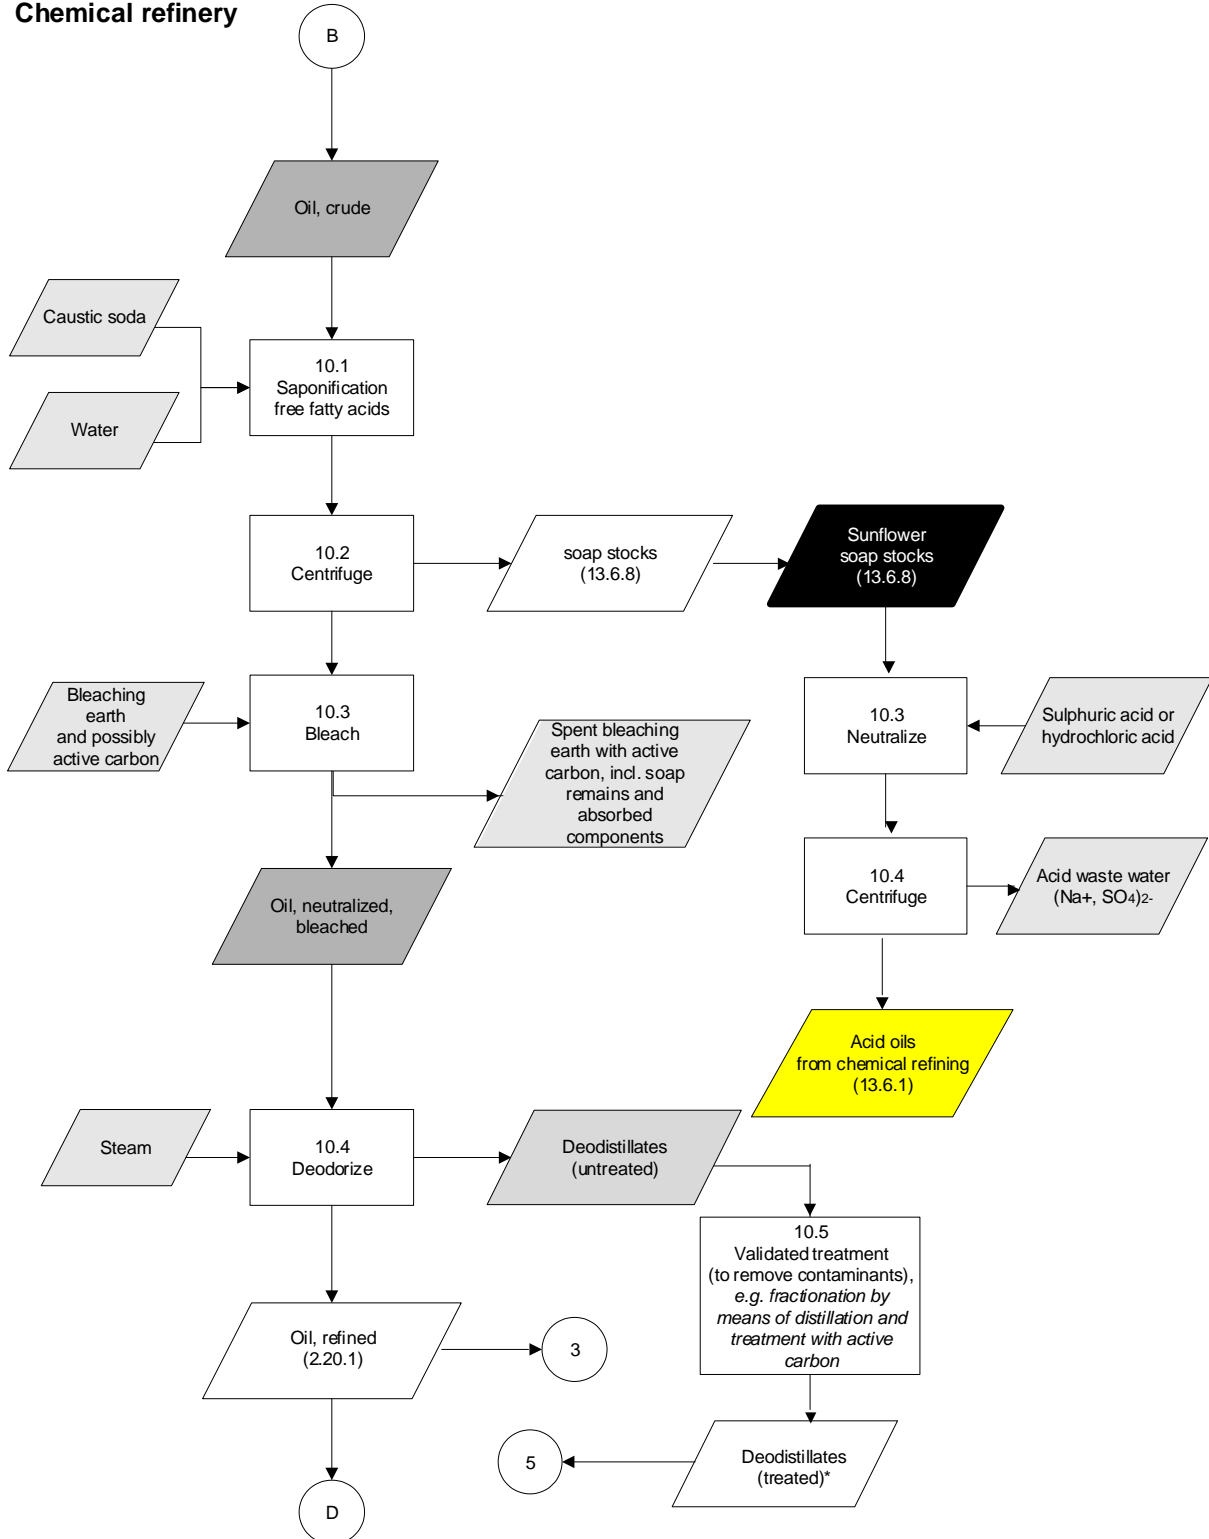 Chemical refinery
B
Oil, crude
Caustic soda
10.1
Saponification
free fatty acids
Water
10.2
Centrifuge
soap stocks
(13.6.8)
Sunflower
soap stocks
(13.6.8)
Bleaching
earth
and possibly
active carbon
10.3
Bleach
Spent bleaching
earth with active
carbon, incl. soap
remains and
absorbed
components
10.3
Neutralize
Sulphuric acid or
hydrochloric acid
10.4
Centrifuge
Acid waste water
(Na+, SO4)2-
Oil, neutralized,
bleached
Acid oils
from chemical refining
(13.6.1)
Steam
10.4
Deodorize
Deodistillates
(untreated)
10.5
Validated treatment
(to remove contaminants),
e.g. fractionation by
means of distillation and
treatment with active
carbon
Oil, refined
(2.20.1)
3
5
Deodistillates
(treated)*
D